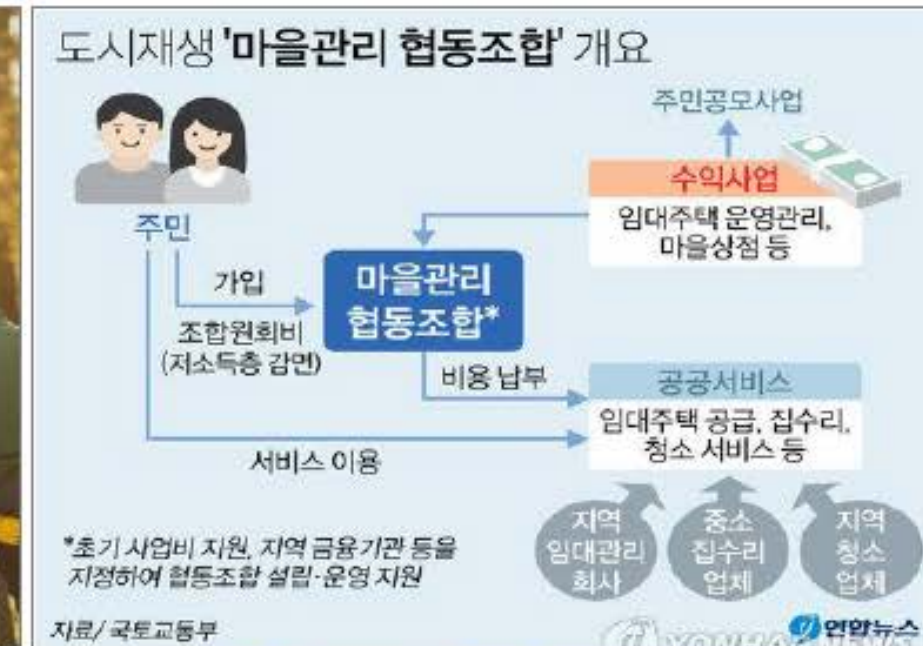 도시재생 '마을관리 협동조합' 개요
주민공모사업
수익사업
임대주택 운영관리,
마을상점 등
주민
가입
조합원회비
(저소득층 감면)
마을관리
협동조합*
비용 납부
공공서비스
임대주택 공급, 집수리,
청소 서비스 등
서비스 이용
지역
임대관리
회사
중소
집수리
업체
지역
청소
업체
*초기 사업비 지원, 지역 금융기관 등을
지정하여 협동조합 설립·운영 지원
자료/ 국토교통부
YONHAP NEWS
연합뉴스